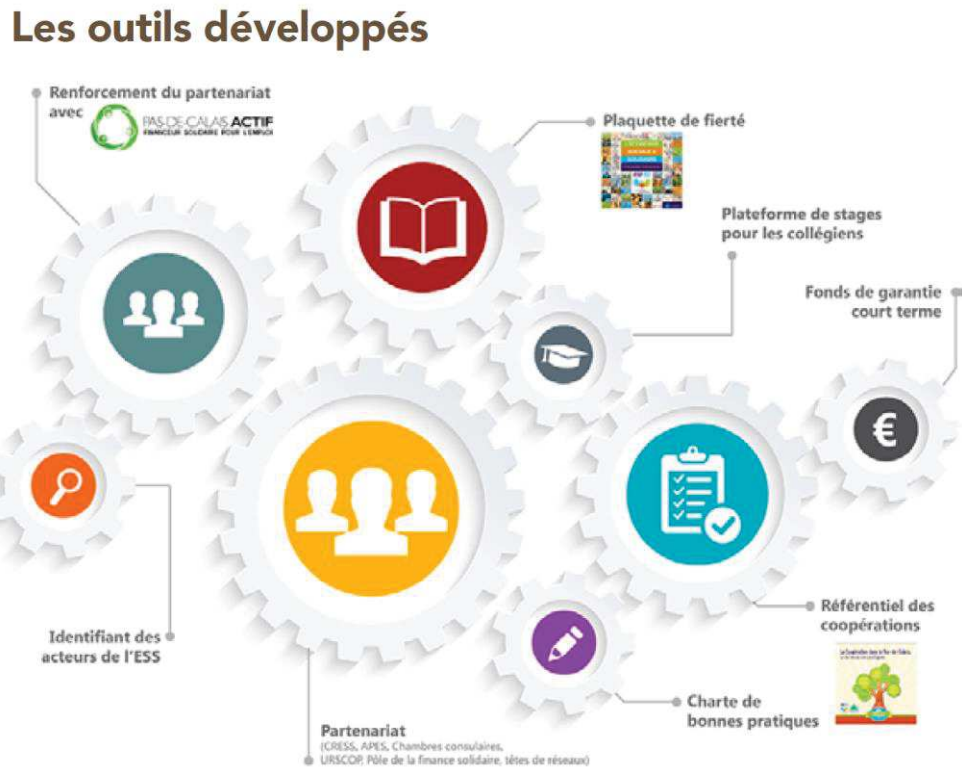 Les outils développés
Renforcement du partenariat
avec
PAS-DE-CALAIS ACTIF
FINANCEUR SOLIDAIRE POUR L'EMPLOI
Plaquette de fierté
Plateforme de stages
pour les collégiens
Fonds de garantie
court terme
€
Identifiant des
acteurs de l'ESS
Référentiel des
coopérations
Charte de
bonnes pratiques
Partenariat
(CRESS, APES, Chambres consulaires,
URSCOP, Pôle de la finance solidaire, têtes de réseaux)